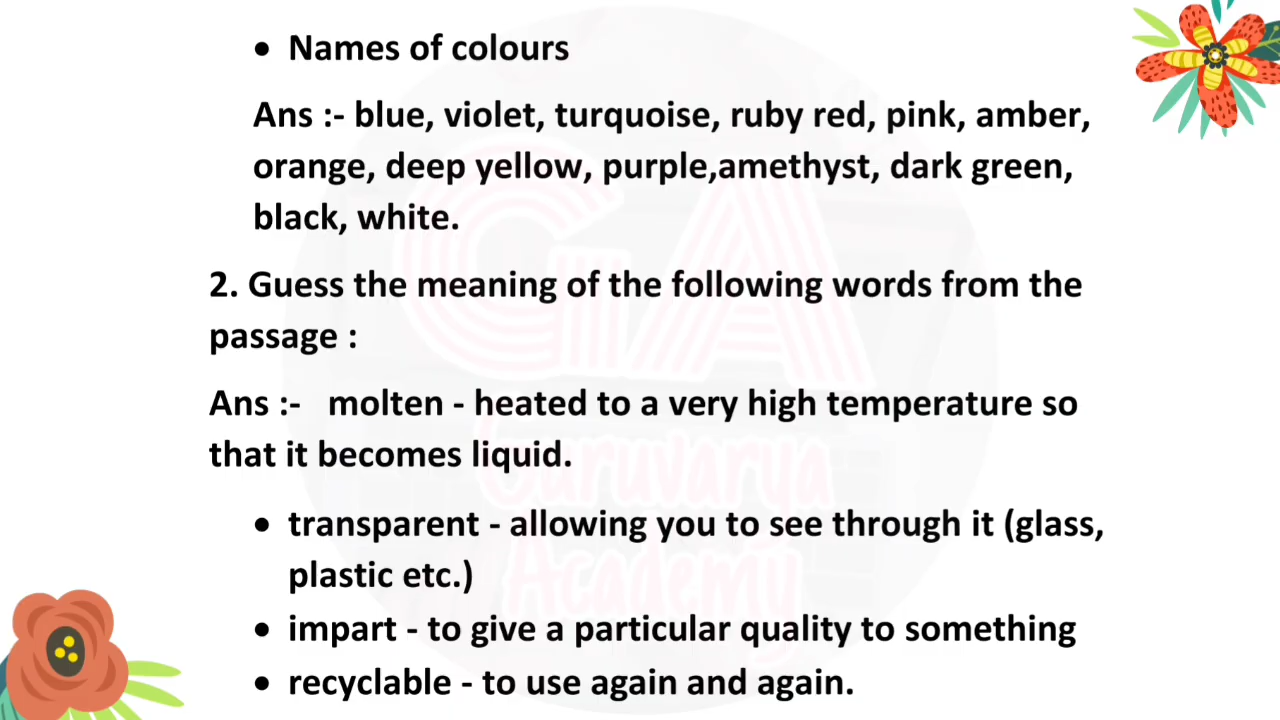 • Names of colours
Ans :- blue, violet, turquoise, ruby red, pink, amber,
orange, deep yellow, purple,amethyst, dark green,
black, white.
2. Guess the meaning of the following words from the
passage :
Ans :- molten - heated to a very high temperature so
that it becomes liquid.
• transparent - allowing you to see through it (glass,
plastic etc.)
• impart - to give a particular quality to something
• recyclable - to use again and again.
GA
Guruvarya
Academy